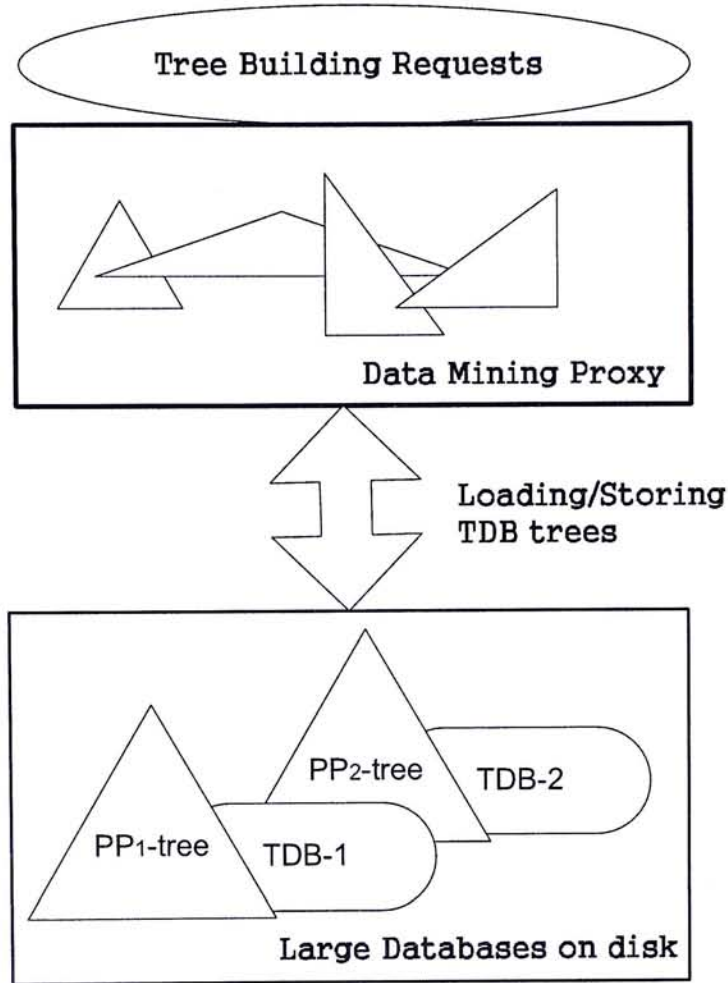 Tree Building Requests
Data Mining Proxy
Loading/Storing
TDB trees
PP2-tree
TDB-2
PP1-tree
TDB-1
Large Databases on disk